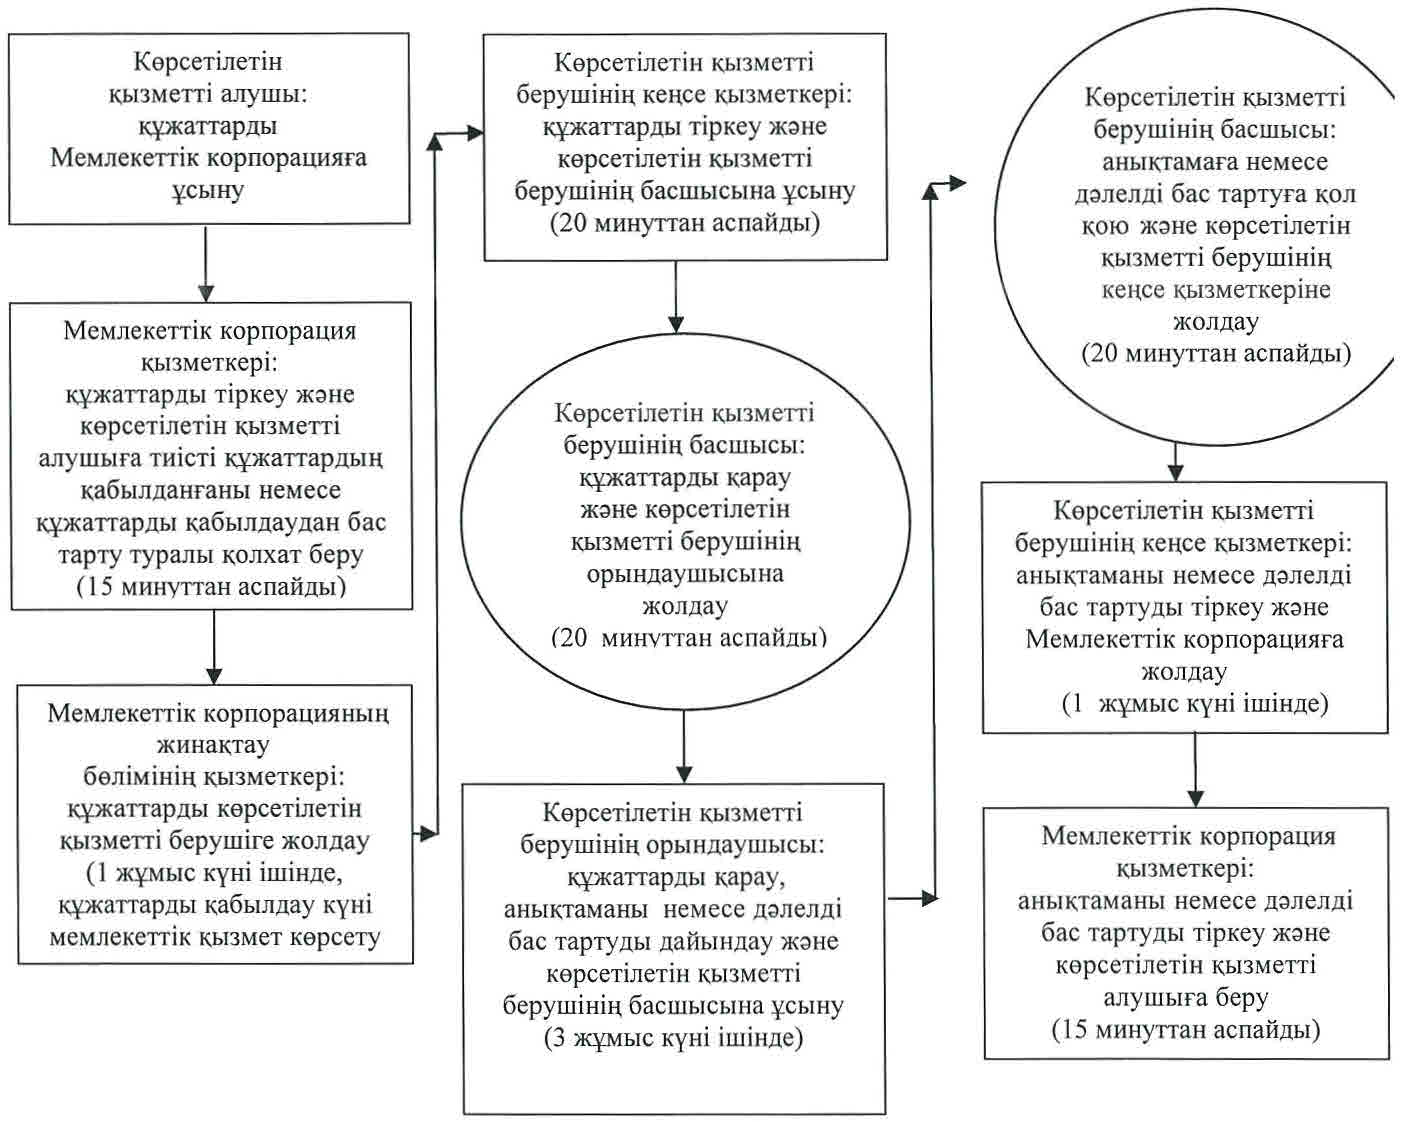 Көрсетілетін
қызметті алушы:
құжаттарды
Мемлекеттік корпорацияға
ұсыну
Мемлекеттік корпорация
қызметкері:
құжаттарды тіркеу және
көрсетілетін қызметті
алушыға тиісті құжаттардың
қабылданғаны немесе
құжаттарды қабылдаудан бас
тарту туралы қолхат беру
(15 минуттан аспайды)
Мемлекеттік корпорацияның
жинақтау
бөлімінің қызметкері:
құжаттарды көрсетілетін
қызметті берушіге жолдау
(1 жұмыс күні ішінде,
құжаттарды қабылдау күні
мемлекеттік қызмет көрсету
Көрсетілетін қызметті
берушінің кеңсе қызметкері:
құжаттарды тіркеу және
көрсетілетін қызметті
берушінің басшысына ұсыну
(20 минуттан аспайды)
Көрсетілетін қызметті
берушінің басшысы:
құжаттарды қарау
және көрсетілетін
қызметті берушінің
орындаушысына
жолдау
(20 минуттан аспайды)
Көрсетілетін қызметті
берушінің орындаушысы:
құжаттарды қарау,
анықтаманы немесе дәлелді
бас тартуды дайындау және
көрсетілетін қызметті
берушінің басшысына ұсыну
(3 жұмыс күні ішінде)
Көрсетілетін қызметті
берушінің басшысы:
анықтамаға немесе
дәлелді бас тартуға қол
қою және көрсетілетін
қызметті берушінің
кеңсе қызметкеріне
жолдау
(20 минуттан аспайды)
Көрсетілетін қызметті
берушінің кеңсе қызметкері:
анықтаманы немесе дәлелді
бас тартуды тіркеу және
Мемлекеттік корпорацияға
жолдау
(1 жұмыс күні ішінде)
Мемлекеттік корпорация
қызметкері:
анықтаманы немесе дәлелді
бас тартуды тіркеу және
көрсетілетін қызметті
алушыға беру
(15 минуттан аспайды)